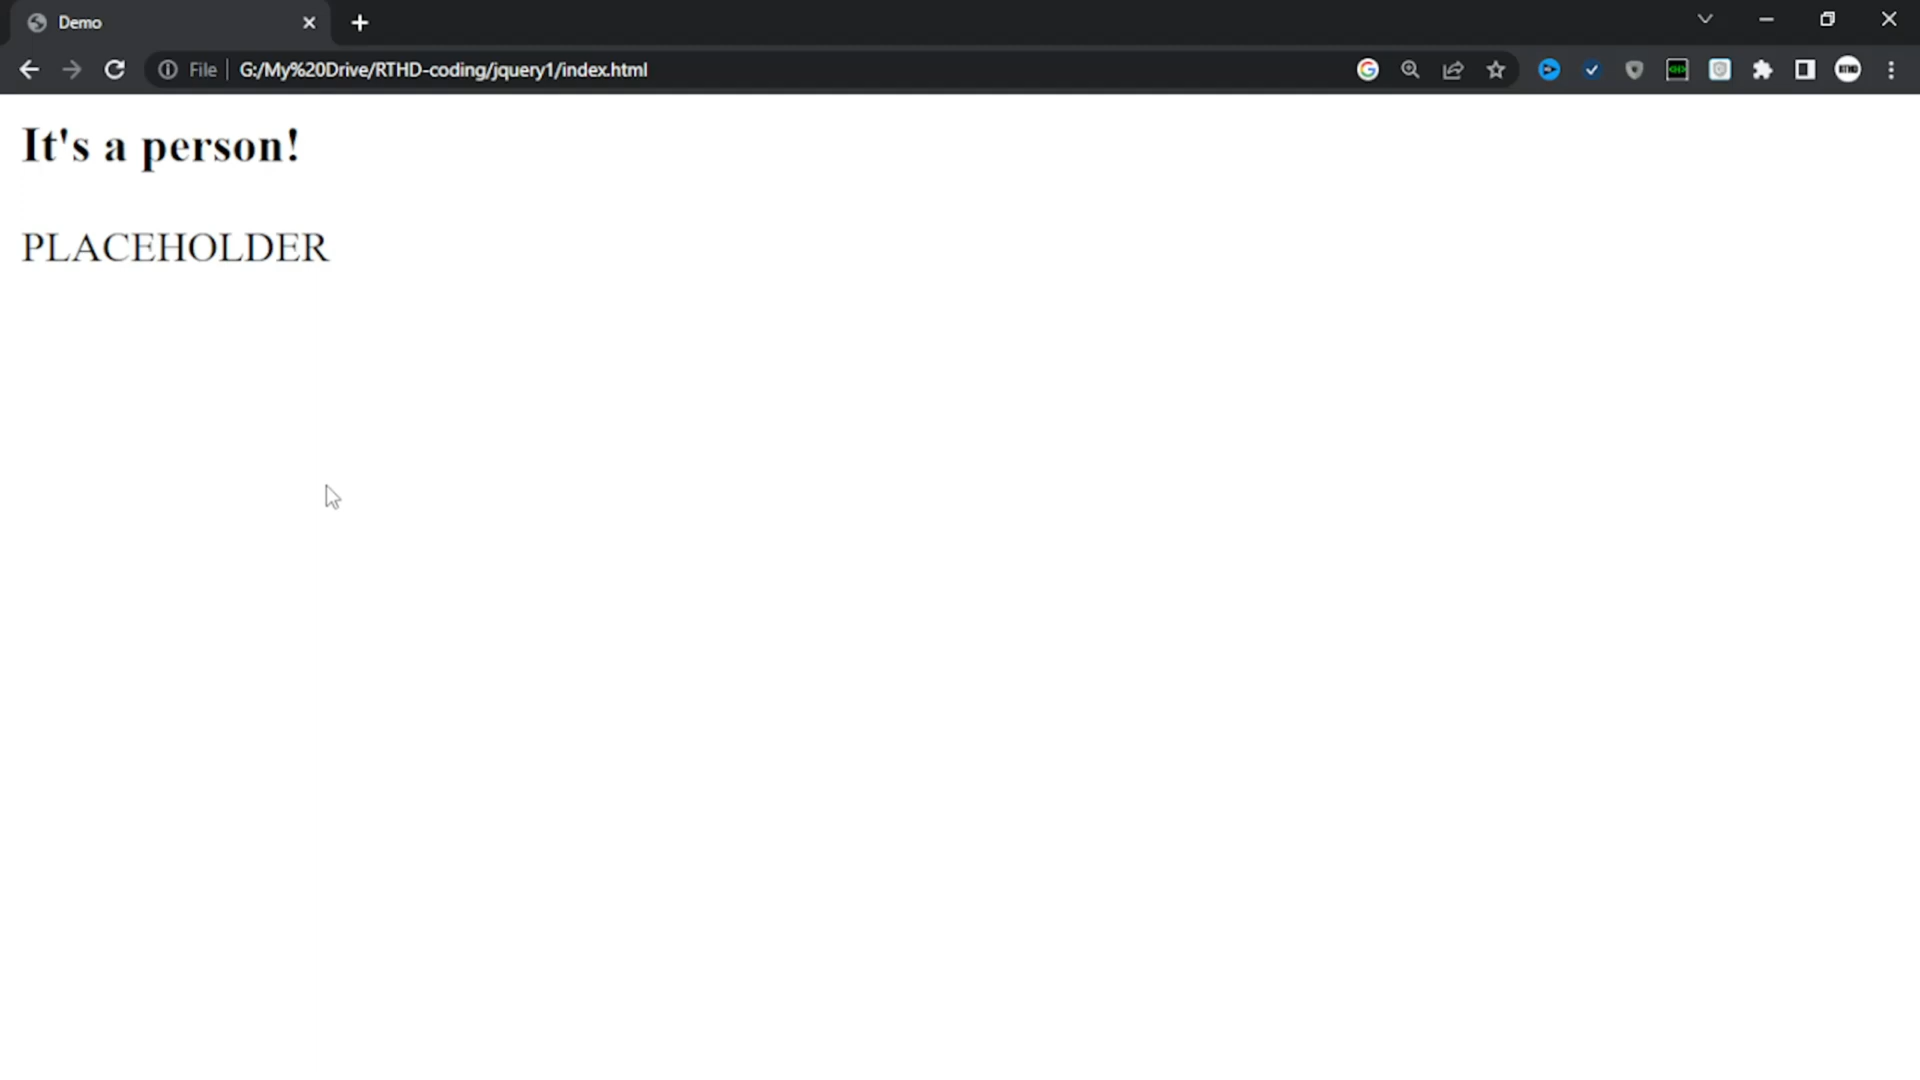 Demo
File G:/My%20Drive/RTHD-coding/jquery1/index.html
It's a person!
PLACEHOLDER